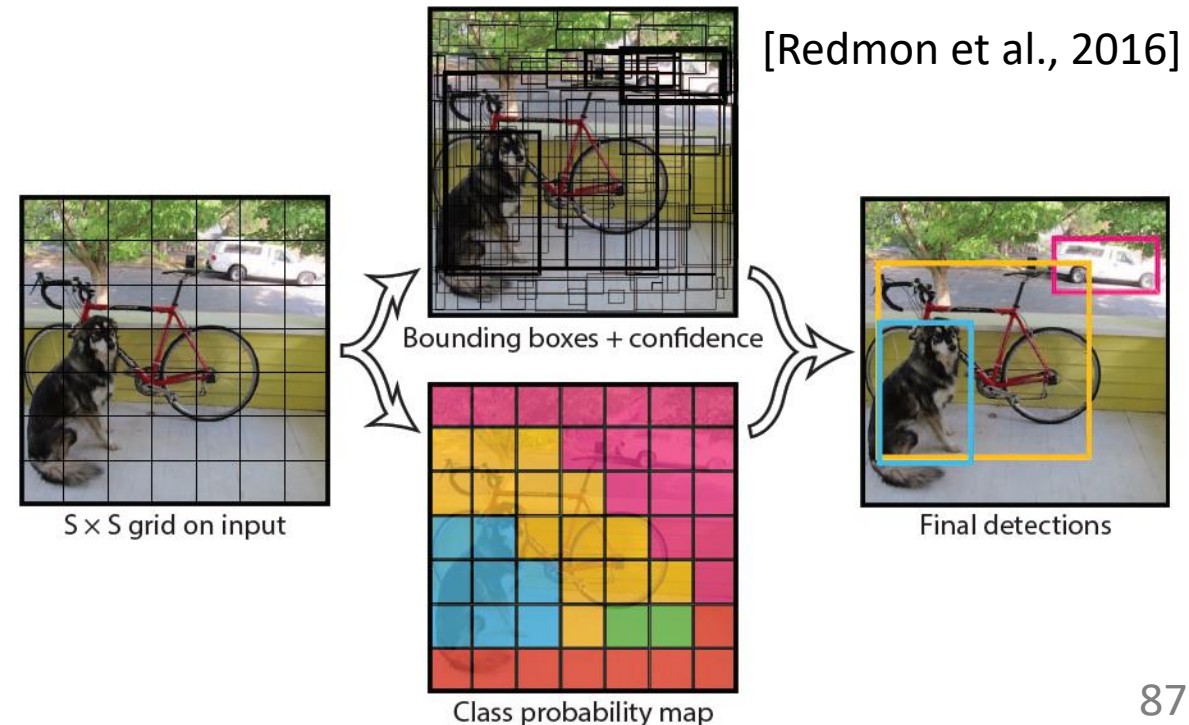 [Redmon et al., 2016]
Bounding boxes + confidence
S × S grid on input
Final detections
Class probability map
87